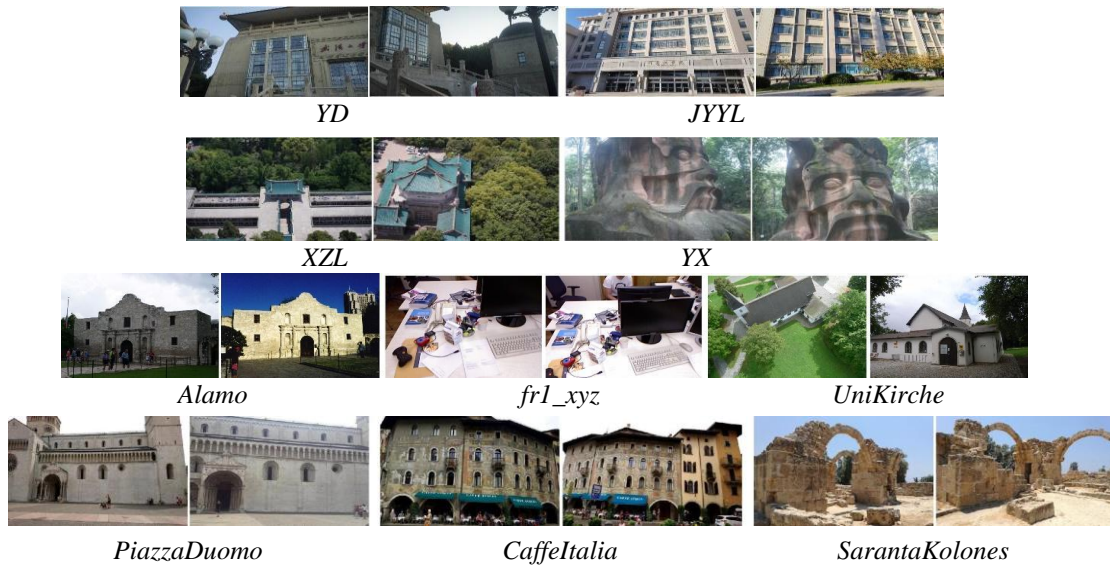 YD
JYYL
XZL
YX
Alamo
fr1_xyz
UniKirche
PiazzaDuomo
CaffeItalia
SarantaKolones